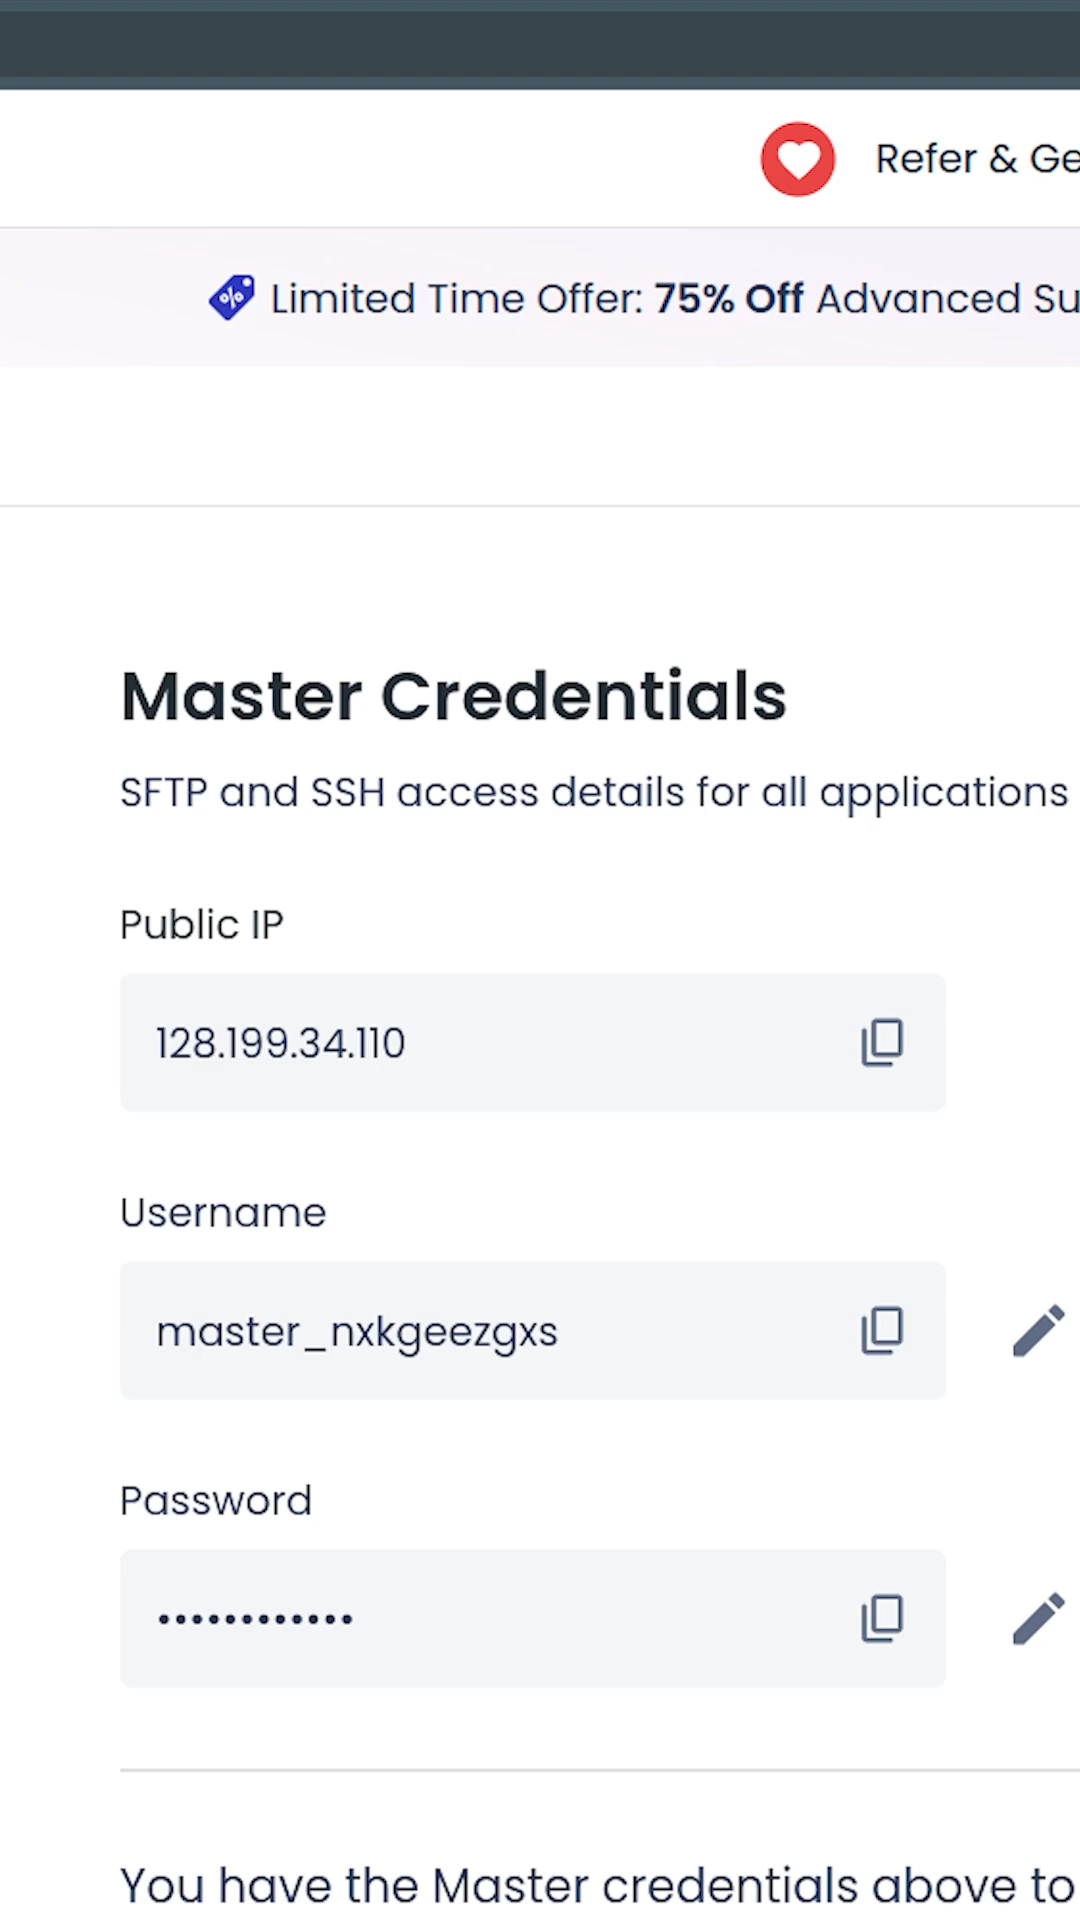 Refer & Ge
Limited Time Offer: 75% Off Advanced Su
Master Credentials
SFTP and SSH access details for all applications
Public IP
128.199.34.110
Username
master_nxkgeezgxs
Password
••••••••••••
You have the Master credentials above to